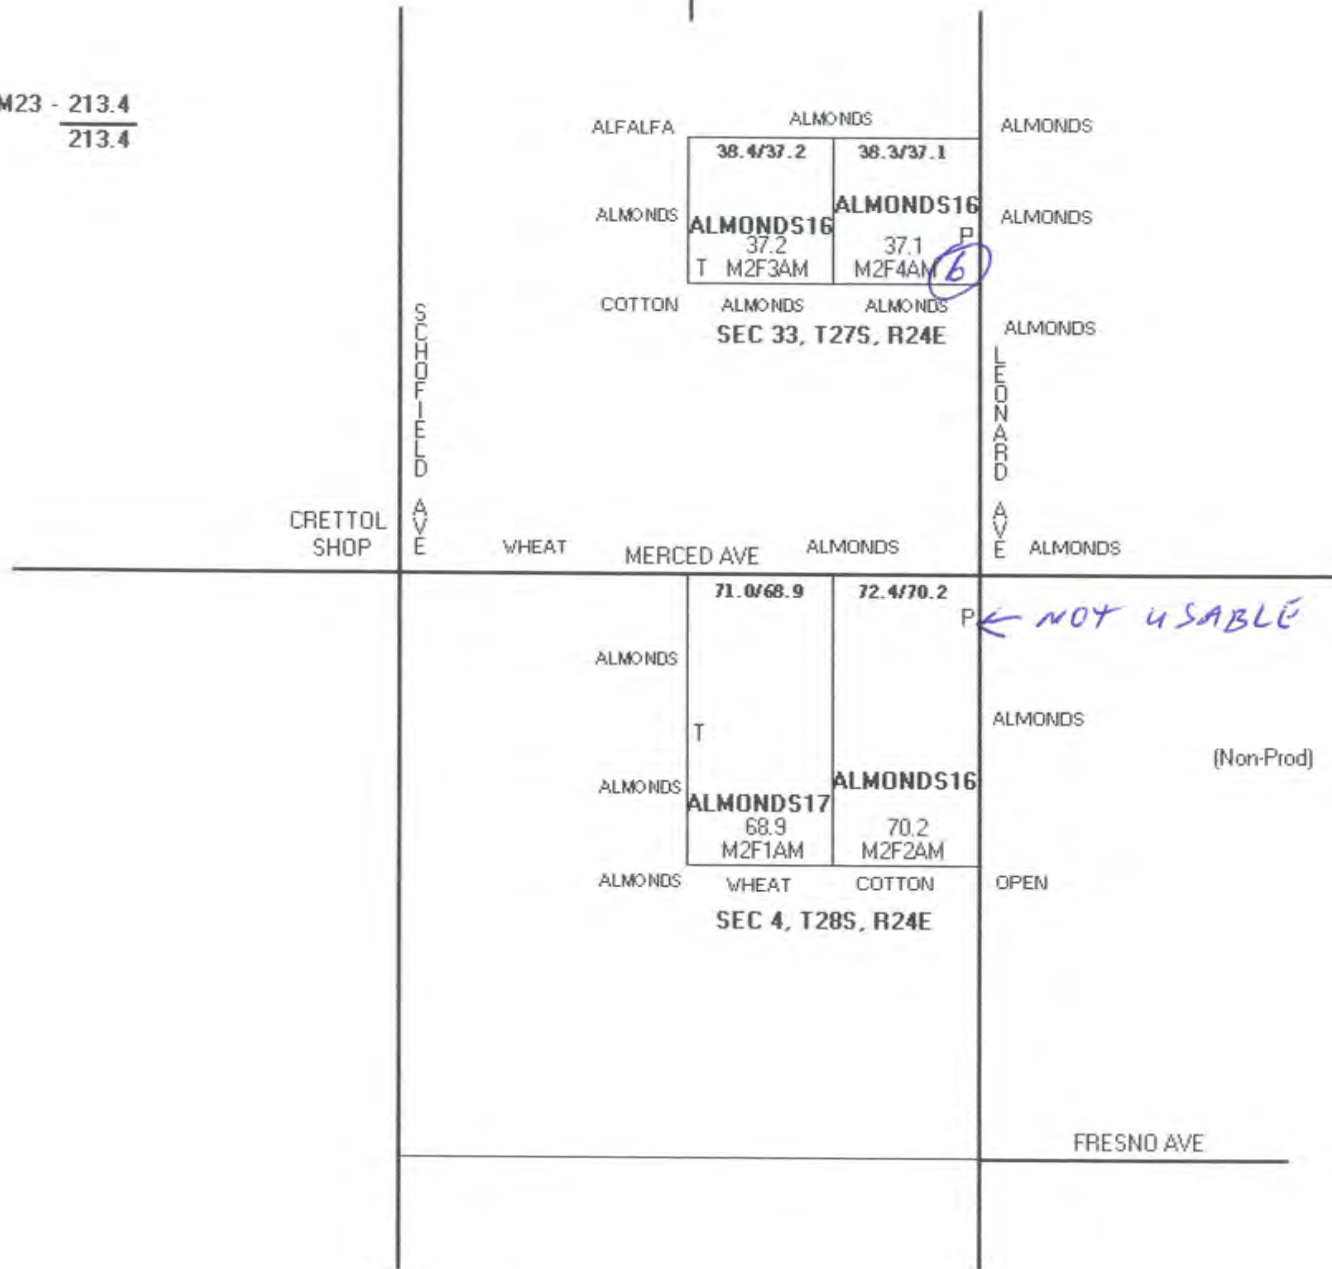 M23 - 213.4
213.4
ALFALFA
ALMONDS
ALMONDS
38.4/37.2
38.3/37.1
ALMONDS
ALMONDS16
37.2
T M2F3AM
ALMONDS16
P
37.1
M2F4AM
6
ALMONDS
COTTON
ALMONDS
ALMONDS
ALMONDS
SEC 33, T27S, R24E
SCHOFIELD AVE
LEONARD AVE
CRETTOL
SHOP
WHEAT
MERCED AVE
ALMONDS
ALMONDS
71.0/68.9
72.4/70.2
P
← NOT USABLE
ALMONDS
T
ALMONDS
(Non-Prod)
ALMONDS
ALMONDS17
68.9
M2F1AM
ALMONDS16
70.2
M2F2AM
ALMONDS
WHEAT
COTTON
OPEN
SEC 4, T28S, R24E
FRESNO AVE